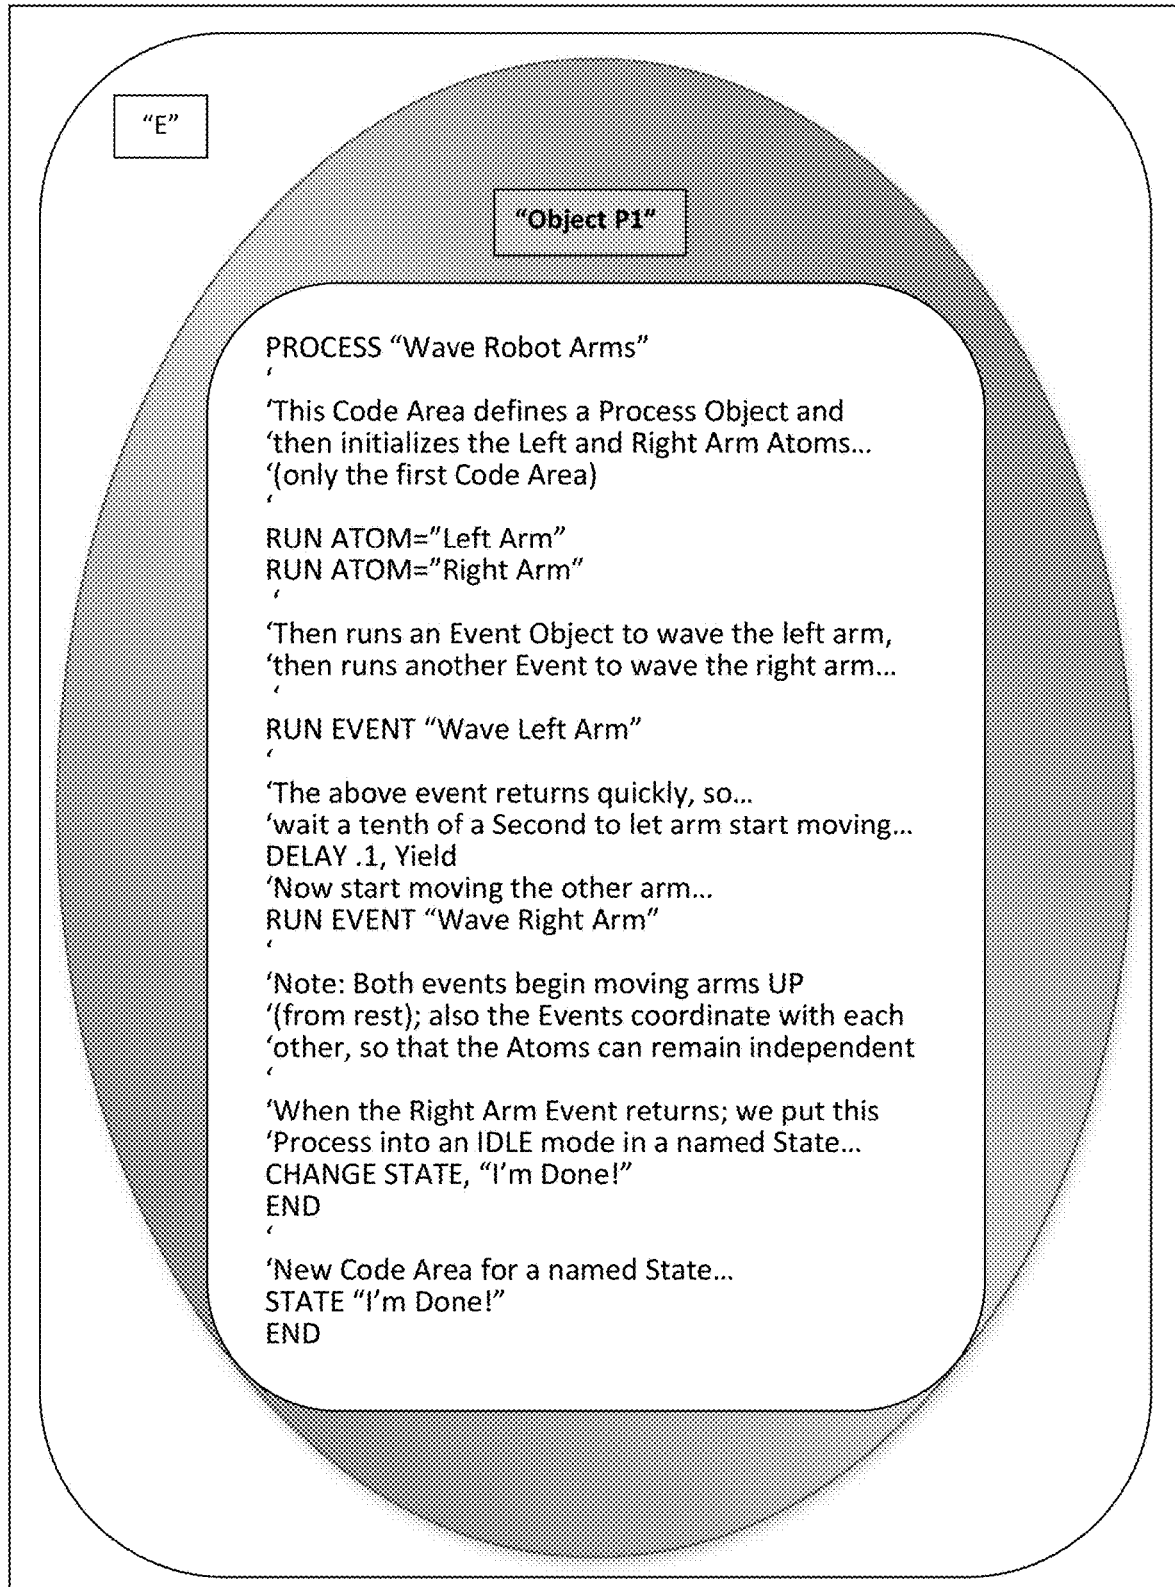 “E”
“Object P1”
PROCESS “Wave Robot Arms”
‘
‘This Code Area defines a Process Object and
‘then initializes the Left and Right Arm Atoms...
‘(only the first Code Area)
‘
RUN ATOM=”Left Arm”
RUN ATOM=”Right Arm”
‘
‘Then runs an Event Object to wave the left arm,
‘then runs another Event to wave the right arm...
‘
RUN EVENT “Wave Left Arm”
‘
‘The above event returns quickly, so...
‘wait a tenth of a Second to let arm start moving...
DELAY .1, Yield
‘Now start moving the other arm...
RUN EVENT “Wave Right Arm”
‘
‘Note: Both events begin moving arms UP
‘(from rest); also the Events coordinate with each
‘other, so that the Atoms can remain independent
‘
‘When the Right Arm Event returns; we put this
‘Process into an IDLE mode in a named State...
CHANGE STATE, “I’m Done!”
END
‘
‘New Code Area for a named State...
STATE “I’m Done!”
END